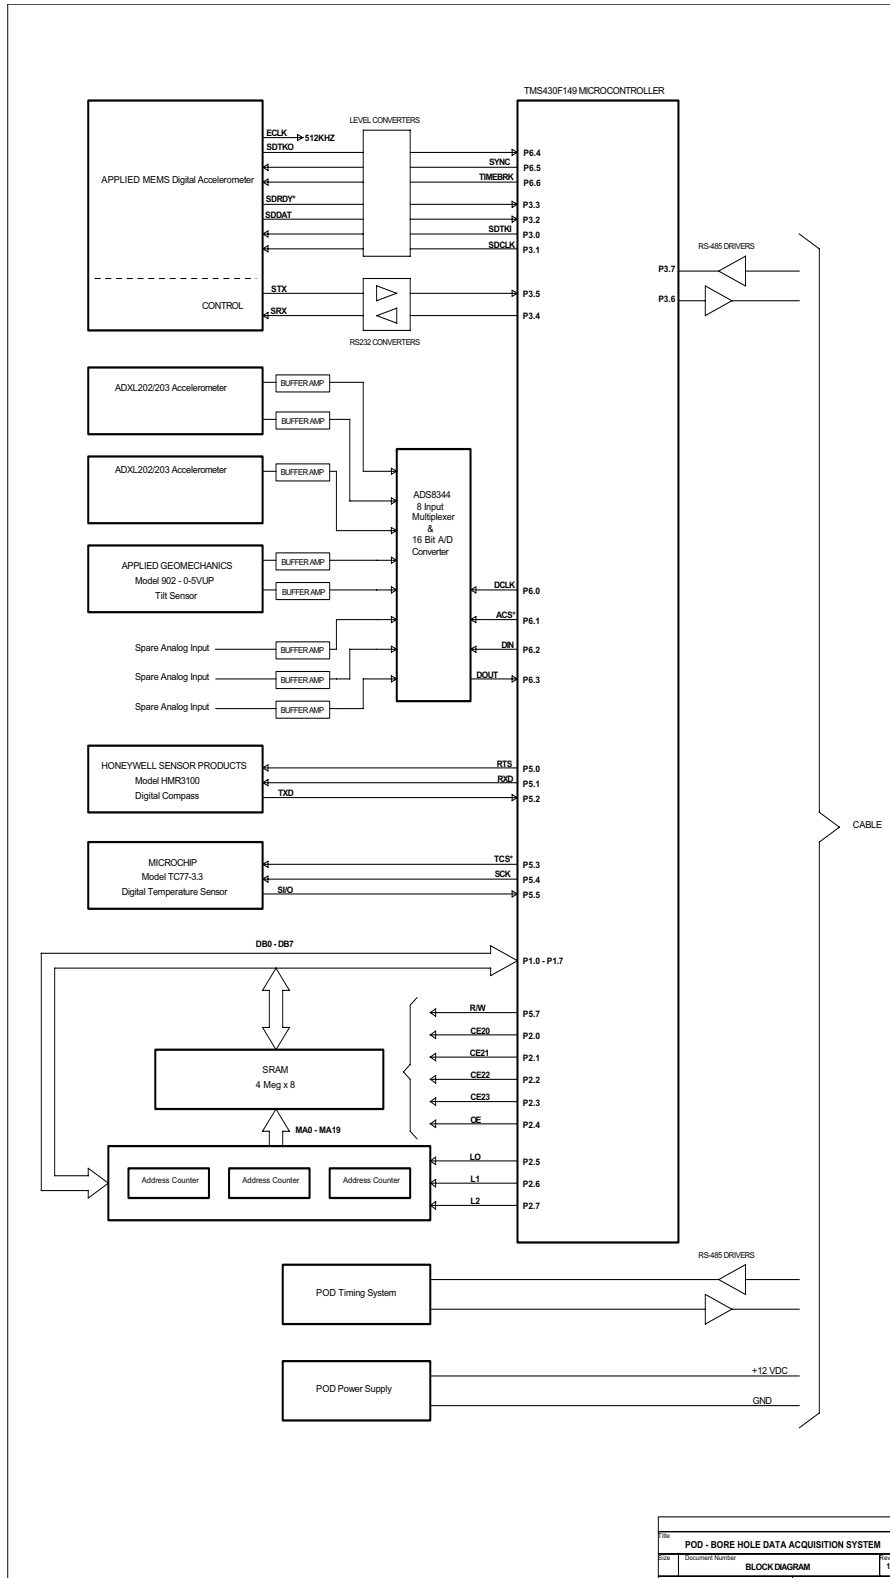 TMS430F149 MICROCONTROLLER
LEVEL CONVERTERS
ECLK
512KHZ
SDTKO
P6.4
SYNC
P6.5
APPLIED MEMS Digital Accelerometer
TIMEBRK
P6.6
SDRDY*
P3.3
SDDAT
P3.2
SDTKI
P3.0
SDCLK
P3.1
RS-485 DRIVERS
P3.7
STX
P3.5
P3.6
CONTROL
SRX
P3.4
RS232 CONVERTERS
ADXL202/203 Accelerometer
BUFFER AMP
BUFFER AMP
ADXL202/203 Accelerometer
BUFFER AMP
ADS8344
8 Input
Multiplexer
&
16 Bit A/D
Converter
APPLIED GEOMECHANICS
Model 902 - 0-5VUP
Tilt Sensor
BUFFER AMP
BUFFER AMP
DCLK
P6.0
ACS*
P6.1
Spare Analog Input
BUFFER AMP
DIN
P6.2
Spare Analog Input
BUFFER AMP
DOUT
P6.3
Spare Analog Input
BUFFER AMP
HONEYWELL SENSOR PRODUCTS
Model HMR3100
Digital Compass
RTS
P5.0
RXD
P5.1
TXD
P5.2
CABLE
MICROCHIP
Model TC77-3.3
Digital Temperature Sensor
TCS*
P5.3
SCK
P5.4
SI/O
P5.5
DB0 - DB7
P1.0 - P1.7
R/W
P5.7
CE20
P2.0
CE21
P2.1
SRAM
4 Meg x 8
CE22
P2.2
CE23
P2.3
OE
P2.4
MA0 - MA19
LO
P2.5
Address Counter
Address Counter
Address Counter
L1
P2.6
L2
P2.7
RS-485 DRIVERS
POD Timing System
+12 VDC
POD Power Supply
GND
Title
POD - BORE HOLE DATA ACQUISITION SYSTEM
Size
Document Number
Rev
BLOCK DIAGRAM
1